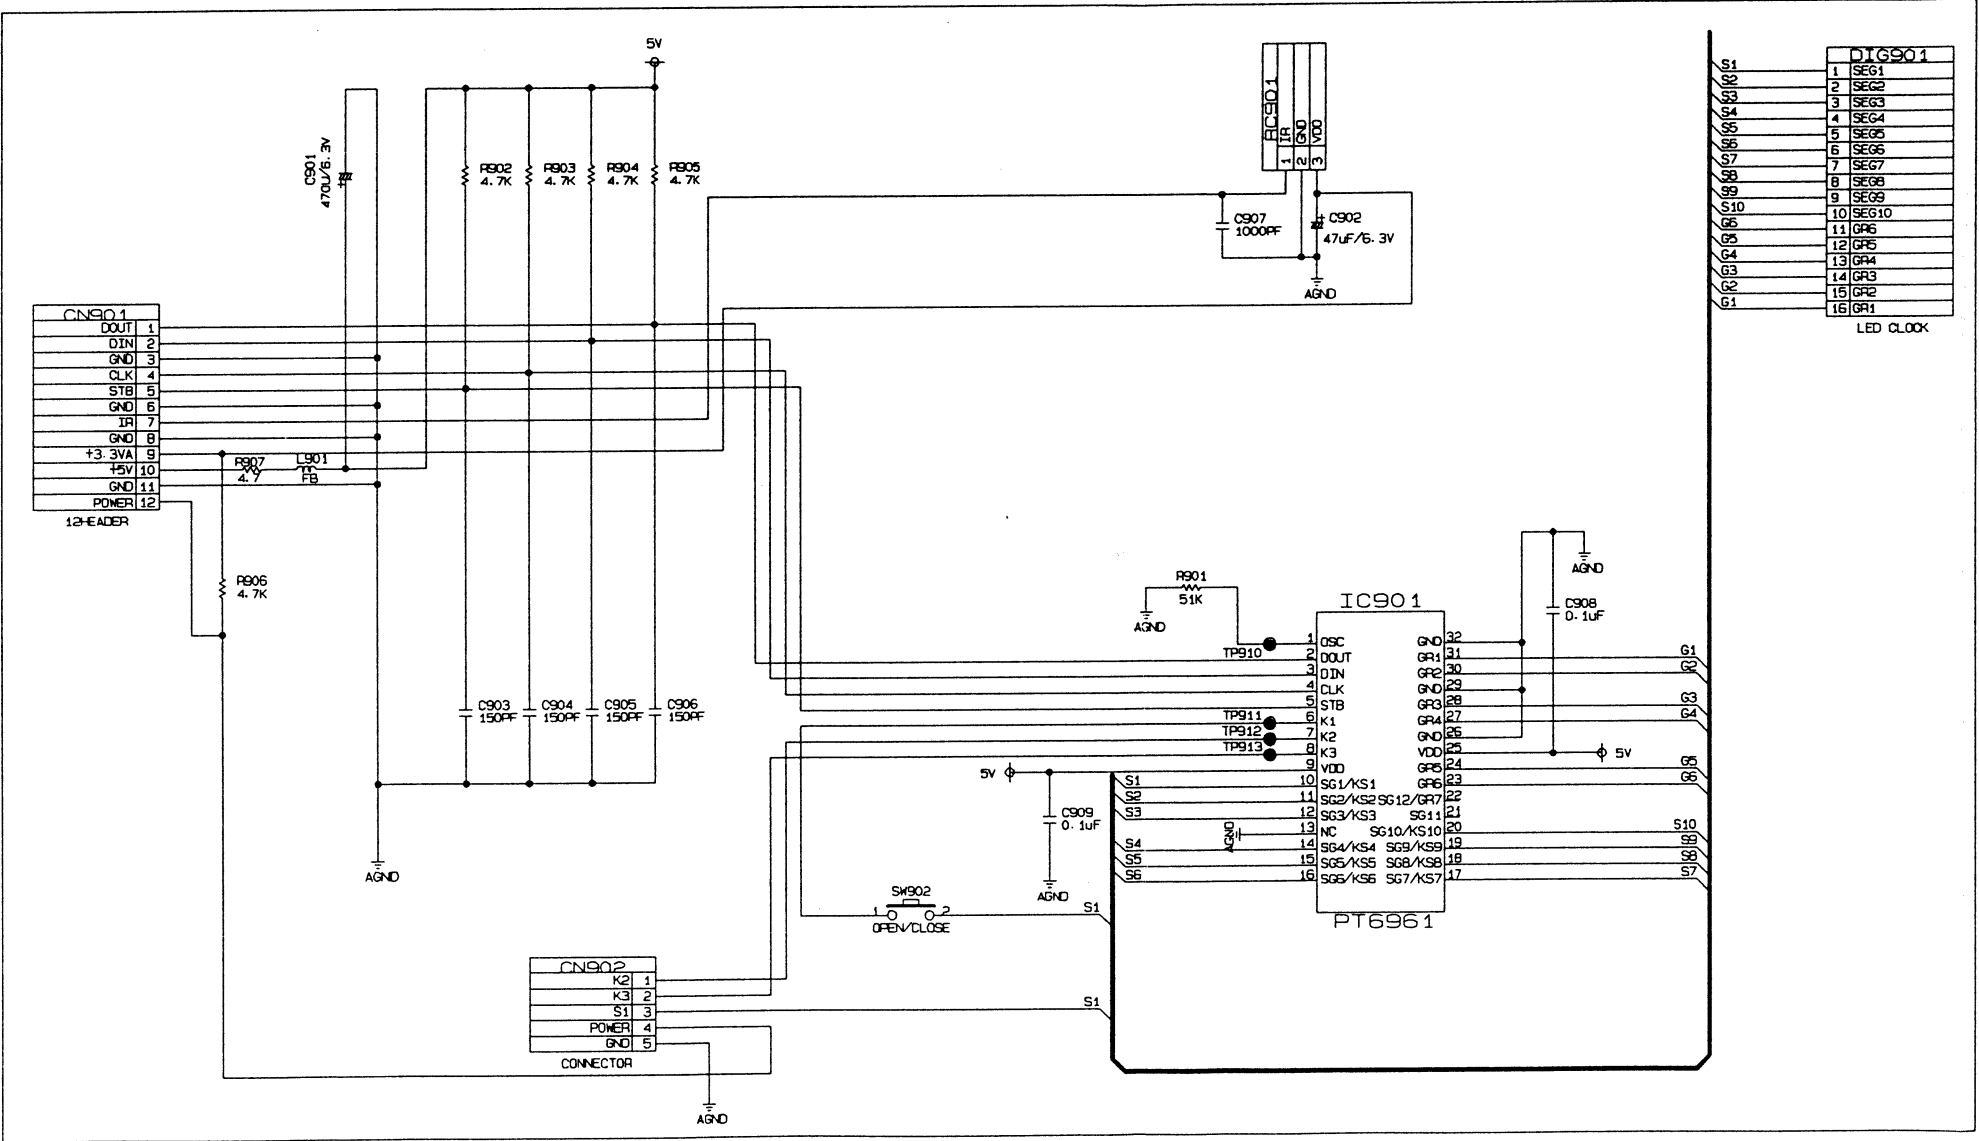 5V
C901
470U/6.3V
R902
4.7K
R903
4.7K
R904
4.7K
R905
4.7K
RC901
1 IR
2 GND
3 VDD
C907
1000PF
C902
47uF/6.3V
AGND
S1
S2
S3
S4
S5
S6
S7
S8
S9
S10
G6
G5
G4
G3
G2
G1
DIG901
1 SEG1
2 SEG2
3 SEG3
4 SEG4
5 SEG5
6 SEG6
7 SEG7
8 SEG8
9 SEG9
10 SEG10
11 GR6
12 GR5
13 GR4
14 GR3
15 GR2
16 GR1
LED CLOCK
CN901
DOUT 1
DIN 2
GND 3
CLK 4
STB 5
GND 6
IR 7
GND 8
+3.3VA 9
+5V 10
GND 11
POWER 12
12HEADER
R907
4.7
L901
FB
R906
4.7K
C903
150PF
C904
150PF
C905
150PF
C906
150PF
AGND
R901
51K
AGND
TP910
TP911
TP912
TP913
IC901
1 OSC
2 DOUT
3 DIN
4 CLK
5 STB
6 K1
7 K2
8 K3
9 VDD
10 SG1/KS1
11 SG2/KS2
12 SG3/KS3
13 NC
14 SG4/KS4
15 SG5/KS5
16 SG6/KS6
GND 32
GR1 31
GR2 30
GND 29
GR3 28
GR4 27
GND 26
VDD 25
GR5 24
GR6 23
SG12/GR7 22
SG11 21
SG10/KS10 20
SG9/KS9 19
SG8/KS8 18
SG7/KS7 17
PT6961
AGND
C908
0.1uF
5V
G1
G2
G3
G4
G5
G6
S10
S9
S8
S7
5V
C909
0.1uF
AGND
S1
S2
S3
AGND
S4
S5
S6
SW902
1 2
OPEN/CLOSE
S1
CN902
K2 1
K3 2
S1 3
POWER 4
GND 5
CONNECTOR
S1
AGND